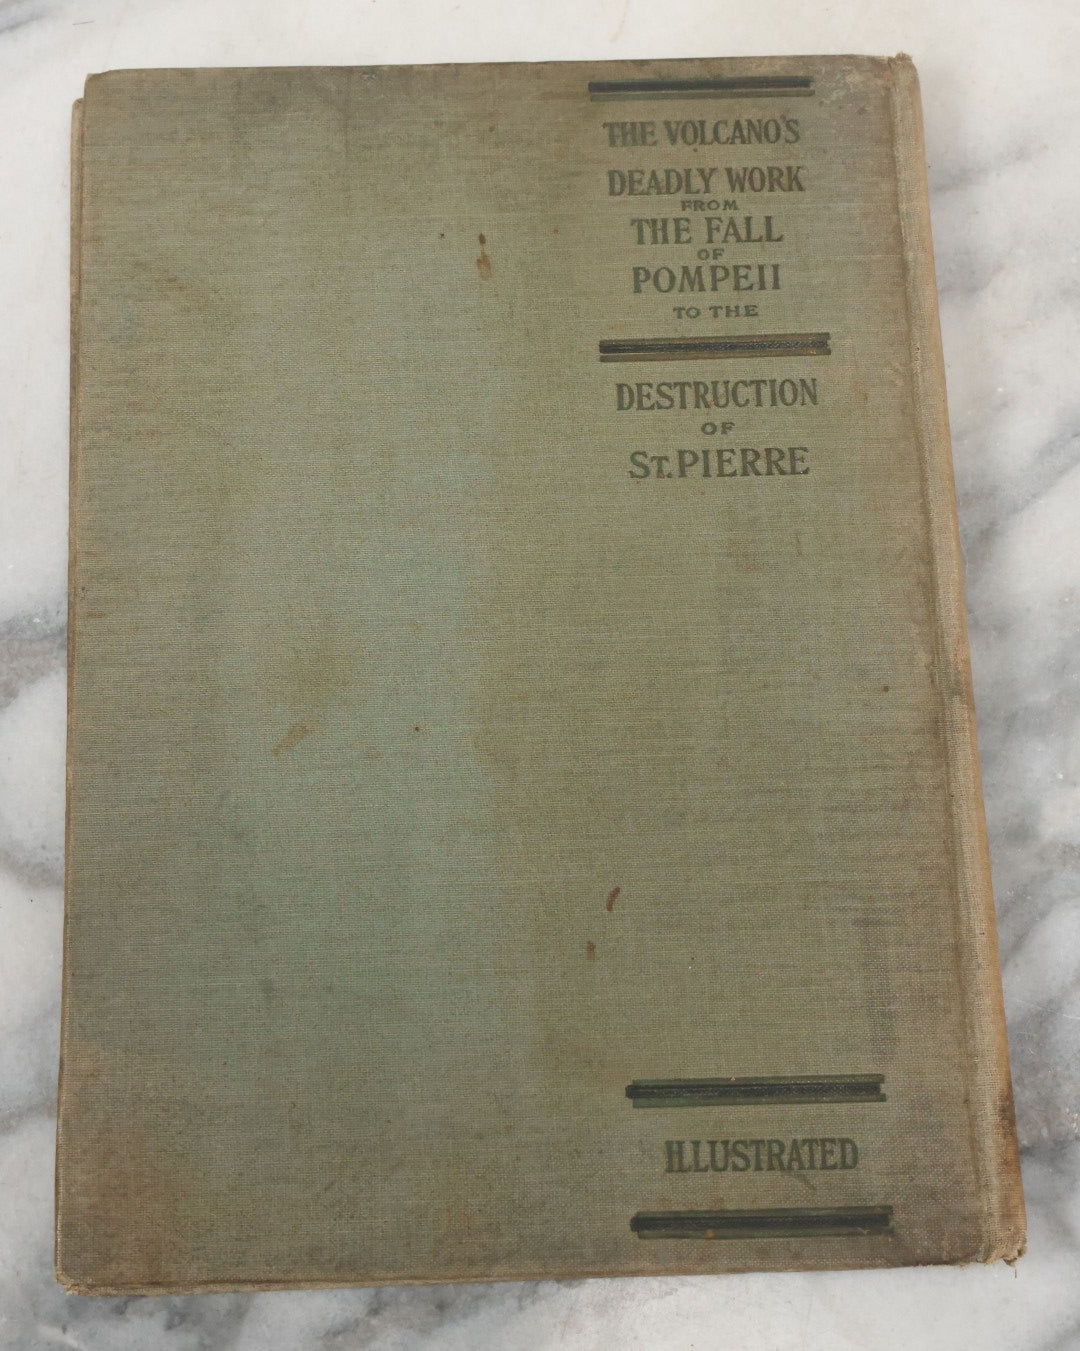 THE VOLCANO'S
DEADLY WORK
FROM
THE FALL
OF
POMPEII
TO THE
DESTRUCTION
OF
ST. PIERRE
ILLUSTRATED